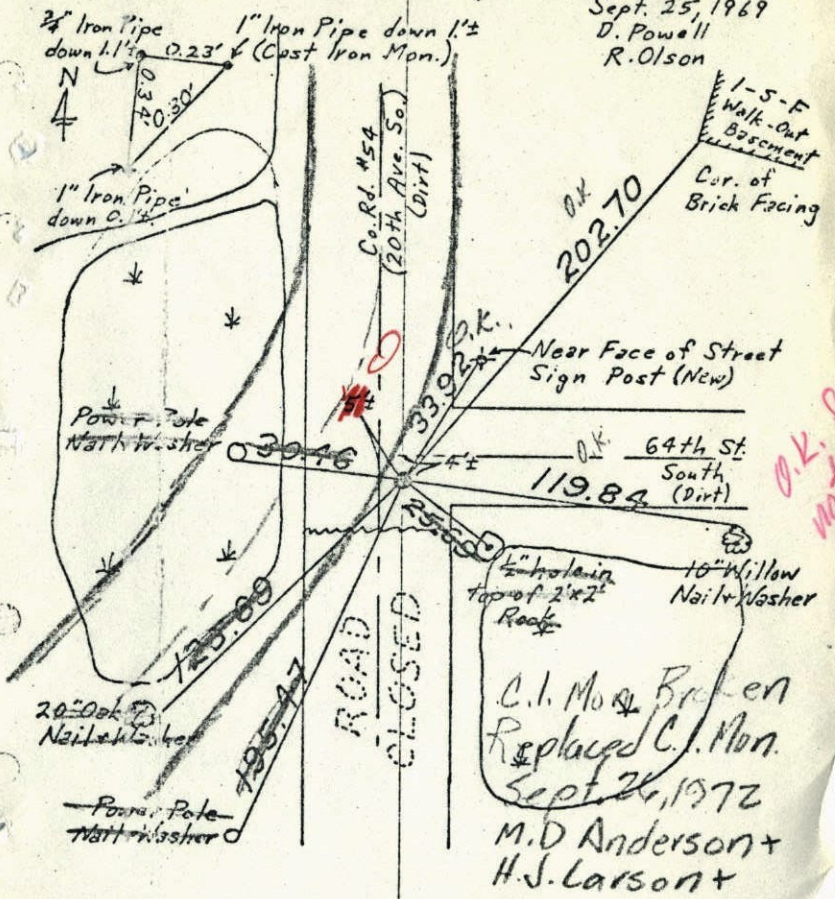 Sept. 25, 1969
D. Powell
R. Olson
3/4" Iron Pipe
down 1.1'±
0.23'
1" Iron Pipe down 1.'±
(Cast Iron Mon.)
N
0.34'
0.30'
1" Iron Pipe
down 0.1'±
Co. Rd. #54
(20th Ave. So.)
(Dirt)
1-S-F
Walk-Out
Basement
Cor. of
Brick Facing
O.K
202.70
O.K.
33.92
Near Face of Street
Sign Post (New)
5'±
Power Pole
Nail & Washer
30.46
4'±
O.K.
64th St.
South
(Dirt)
119.84
O.K.
25.69
1/2" hole in
top of 2'x2'
Rock
10" Willow
Nail & Washer
123.69
195.47
ROAD
CLOSED
20" Oak
Nail & Washer
Power Pole
Nail & Washer
C.I. Mon. Broken
Replaced C.I. Mon.
Sept. 26, 1972
M.D Anderson +
H.J. Larson +